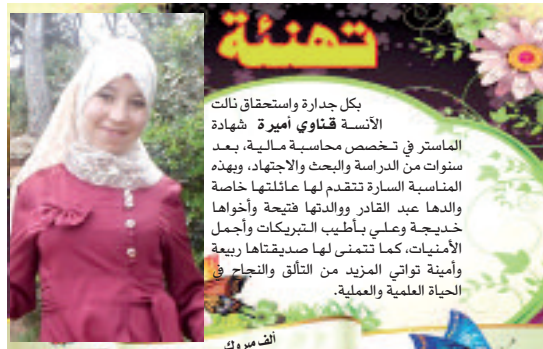 تهنئة
بكل جدارة واستحقاق نالت
الآنسة قناوي أميرة شهادة
الماستر في تخصص محاسبة مالية، بعد
سنوات من الدراسة والبحث والاجتهاد، وبهذه
المناسبة السارة تتقدم لها عائلتها خاصة
والدها عبد القادر ووالدتها فتيحة وأخواها
خديجة وعلي بأطيب التبريكات وأجمل
الأمنيات، كما تتمنى لها صديقتاها ربيعة
وأمينة تواتي المزيد من التألق والنجاح في
الحياة العلمية والعملية.
ألف مبروك